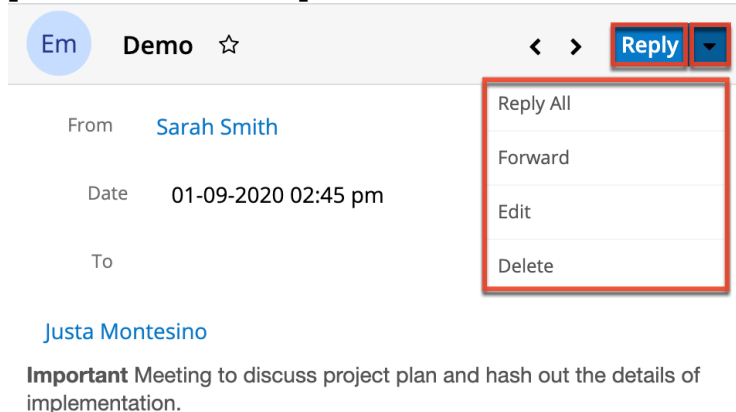 Em Demo Reply
Reply All
From Sarah Smith
Forward
Date 01-09-2020 02:45 pm
Edit
To
Delete
Justa Montesino
Important Meeting to discuss project plan and hash out the details of
implementation.